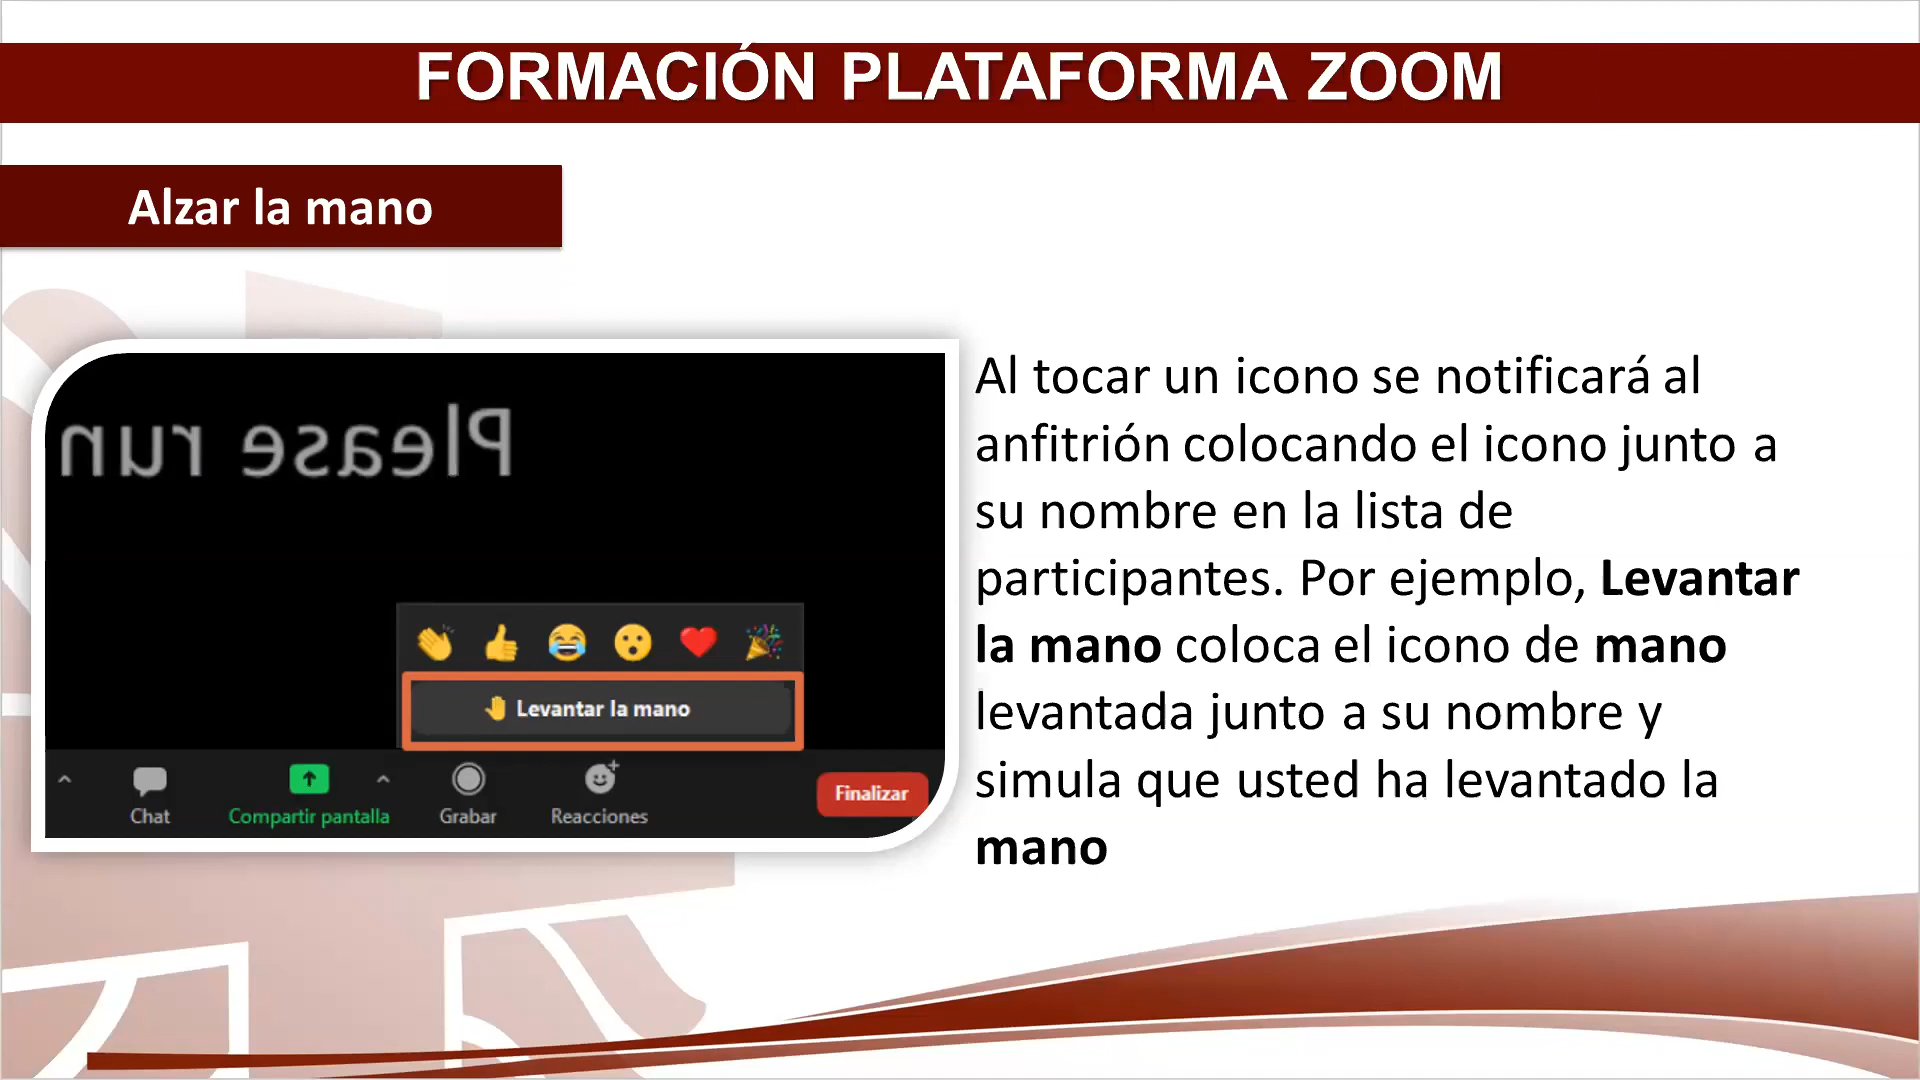 FORMACIÓN PLATAFORMA ZOOM
Alzar la mano
Please run
Levantar la mano
Chat
Compartir pantalla
Grabar
Reacciones
Finalizar
Al tocar un icono se notificará al
anfitrión colocando el icono junto a
su nombre en la lista de
participantes. Por ejemplo, Levantar
la mano coloca el icono de mano
levantada junto a su nombre y
simula que usted ha levantado la
mano